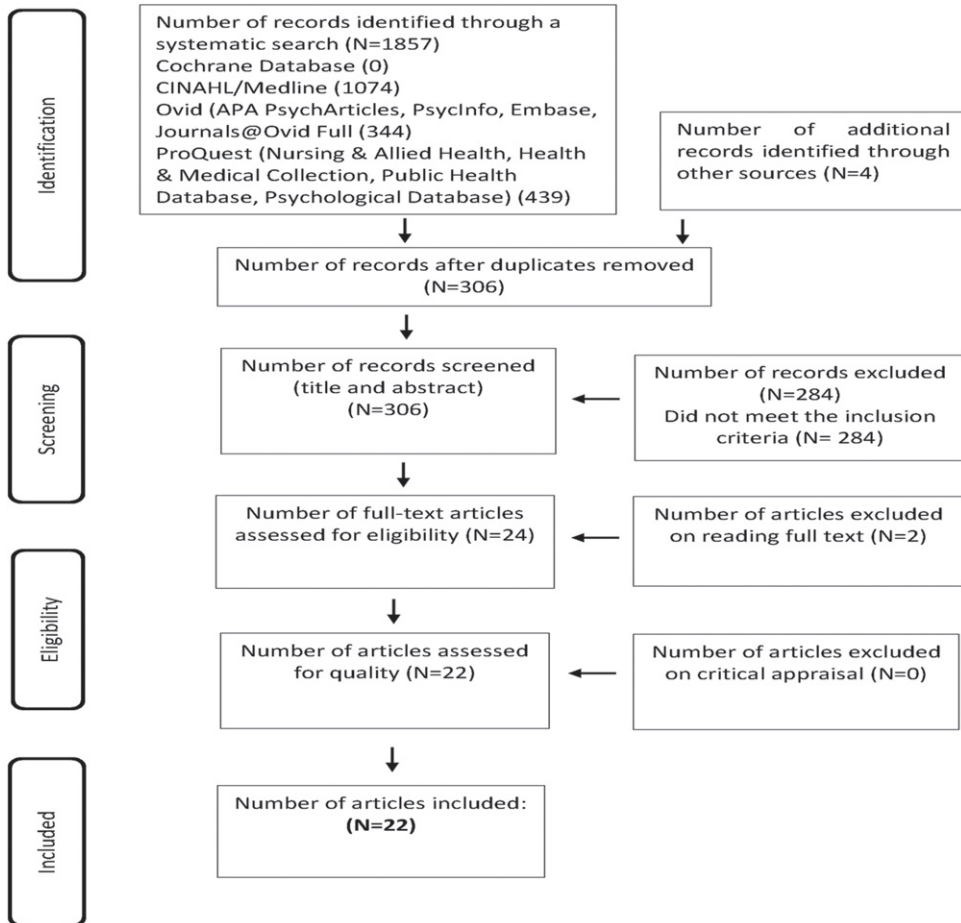 Identification
Number of records identified through a
systematic search (N=1857)
Cochrane Database (0)
CINAHL/Medline (1074)
Ovid (APA PsychArticles, PsycInfo, Embase,
Journals@Ovid Full (344)
ProQuest (Nursing & Allied Health, Health
& Medical Collection, Public Health
Database, Psychological Database) (439)
Number of additional
records identified through
other sources (N=4)
Number of records after duplicates removed
(N=306)
Screening
Number of records screened
(title and abstract)
(N=306)
Number of records excluded
(N=284)
Did not meet the inclusion
criteria (N= 284)
Number of full-text articles
assessed for eligibility (N=24)
Number of articles excluded
on reading full text (N=2)
Eligibility
Number of articles assessed
for quality (N=22)
Number of articles excluded
on critical appraisal (N=0)
Included
Number of articles included:
(N=22)